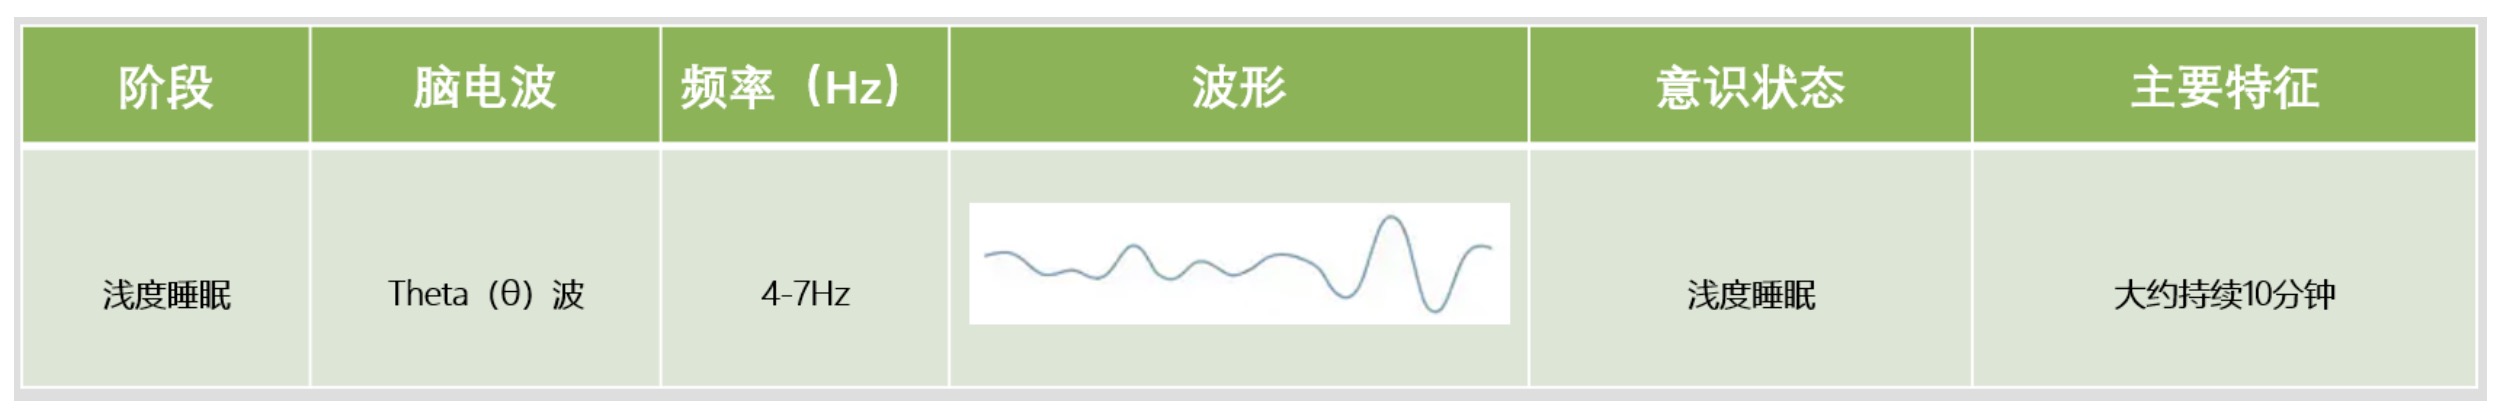 阶段 脑电波 频率（Hz） 波形 意识状态 主要特征
浅度睡眠 Theta（θ）波 4-7Hz 浅度睡眠 大约持续10分钟